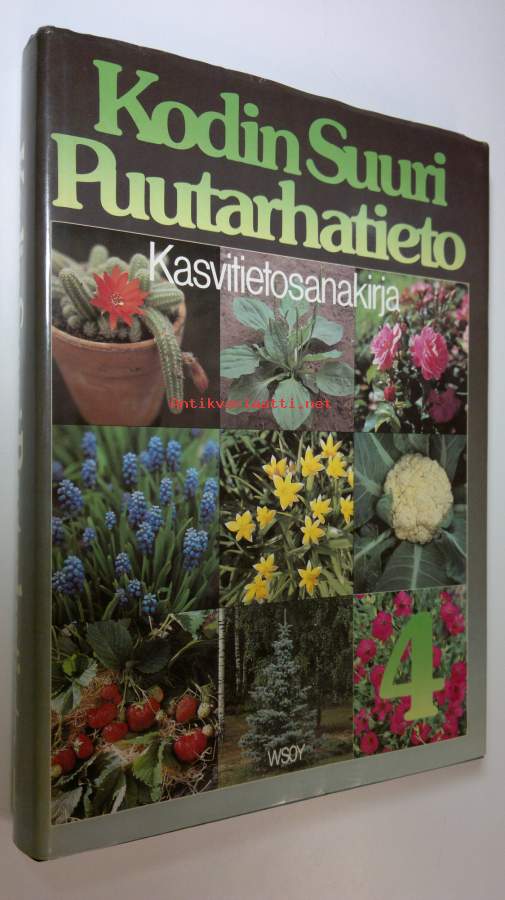 Kodin Suuri
Puutarhatieto
Kasvitietosanakirja
Antikvariaatti.net
4
WSOY